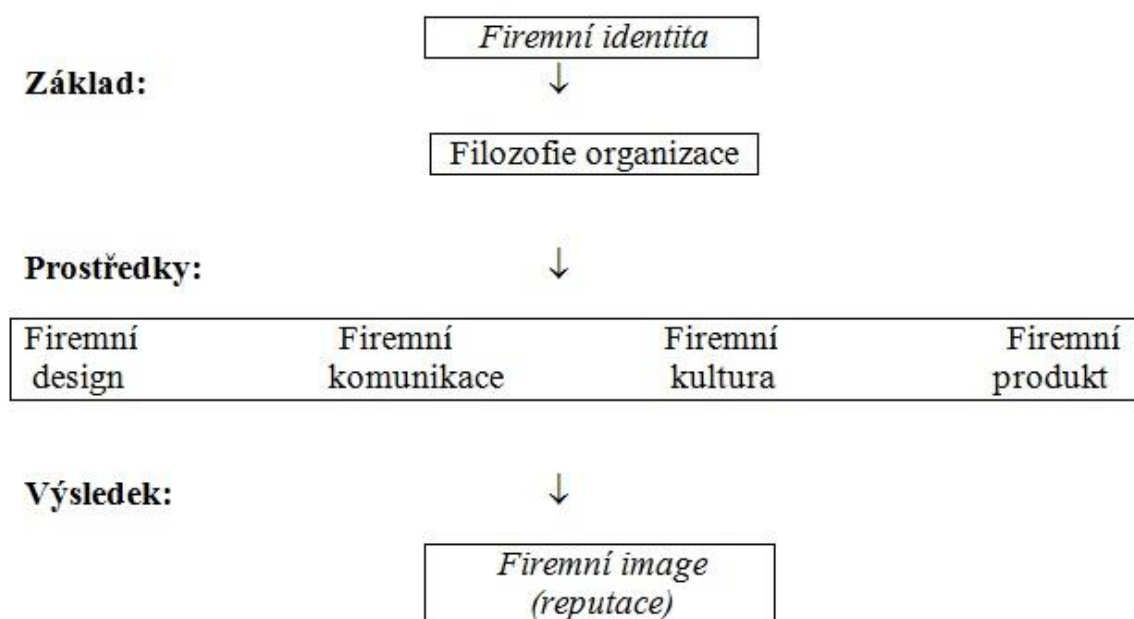 Firemní identita
Základ:
↓
Filozofie organizace
Prostředky:
↓
Firemní Firemní Firemní Firemní
design komunikace kultura produkt
Výsledek:
↓
Firemní image
(reputace)